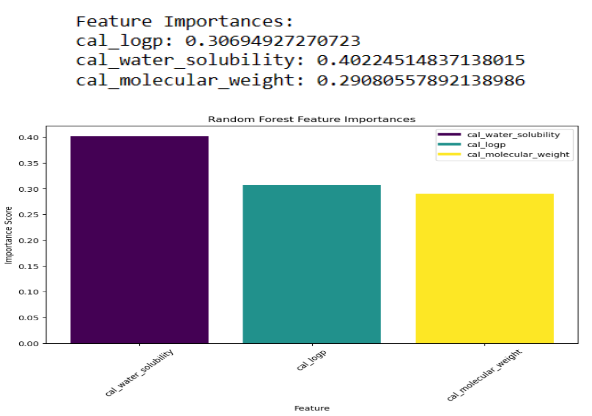 Feature Importances:
cal_logp: 0.30694927270723
cal_water_solubility: 0.40224514837138015
cal_molecular_weight: 0.29080557892138986
Random Forest Feature Importances
cal_water_solubility
cal_logp
cal_molecular_weight
0.40
0.35
0.30
0.25
0.20
0.15
0.10
0.05
0.00
Importance Score
cal_water_solubility
cal_logp
cal_molecular_weight
Feature